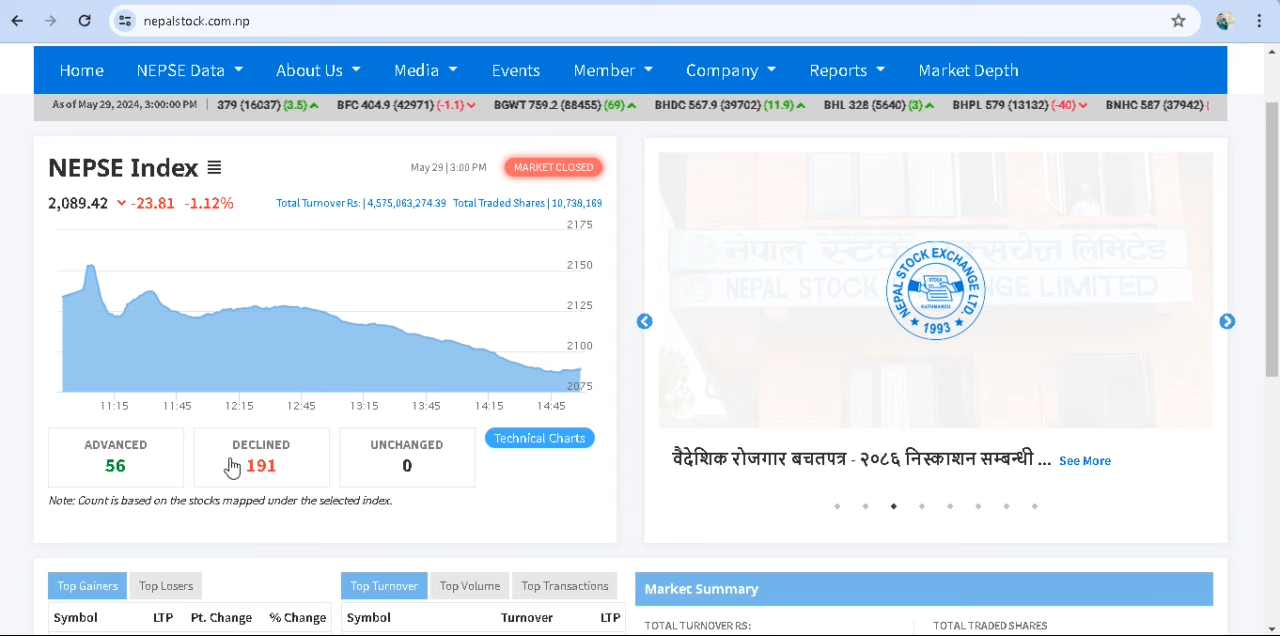 nepalstock.com.np
Home NEPSE Data About Us Media Events Member Company Reports Market Depth
As of May 29, 2024, 3:00:00 PM | 379 (16037) (3.5) BFC 404.9 (42971) (-1.1) BGWT 759.2 (88455) (69) BHDC 567.9 (39702) (11.9) BHL 328 (5640) (3) BHPL 579 (13132) (-40) BNHC 587 (37942)
NEPSE Index May 29 | 3:00 PM MARKET CLOSED
2,089.42 -23.81 -1.12% Total Turnover Rs: | 4,575,063,274.39 Total Traded Shares | 10,738,169
2175
2150
2125
2100
2075
11:15 11:45 12:15 12:45 13:15 13:45 14:15 14:45
ADVANCED DECLINED UNCHANGED Technical Charts
56 191 0
Note: Count is based on the stocks mapped under the selected index.
NEPAL STOCK EXCHANGE LIMITED
NEPAL STOCK EXCHANGE LTD.
STOCK
KATHMANDU
1993
वैदेशिक रोजगार बचतपत्र - २०८६ निस्काशन सम्बन्धी ... See More
Top Gainers Top Losers Top Turnover Top Volume Top Transactions Market Summary
Symbol LTP Pt. Change % Change Symbol Turnover LTP
TOTAL TURNOVER RS: TOTAL TRADED SHARES